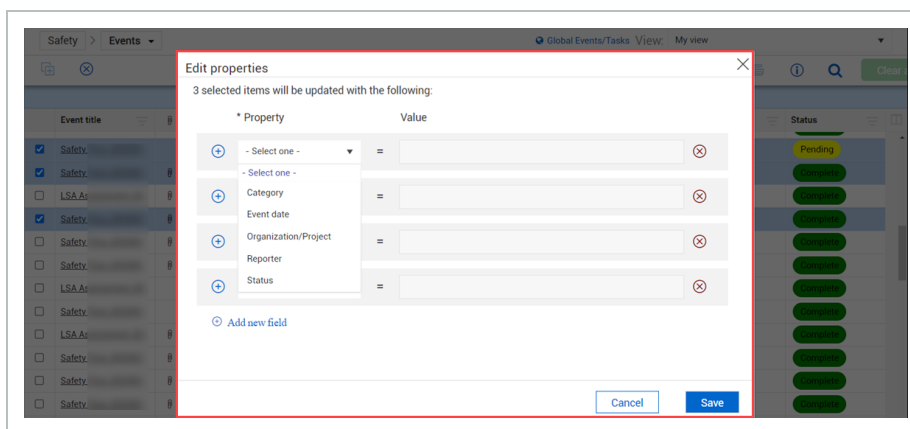 Safety > Events
Global Events/Tasks View: My view
Clear
Edit properties
3 selected items will be updated with the following:
* Property Value
- Select one - =
- Select one -
Category
=
Event date
Organization/Project
=
Reporter
Status
=
Add new field
Cancel Save
Event title Status
Safety Pending
Safety Complete
LSA As Complete
Safety Complete
Safety Complete
Safety Complete
LSA As Complete
Safety Complete
LSA As Complete
Safety Complete
Safety Complete
Safety Complete